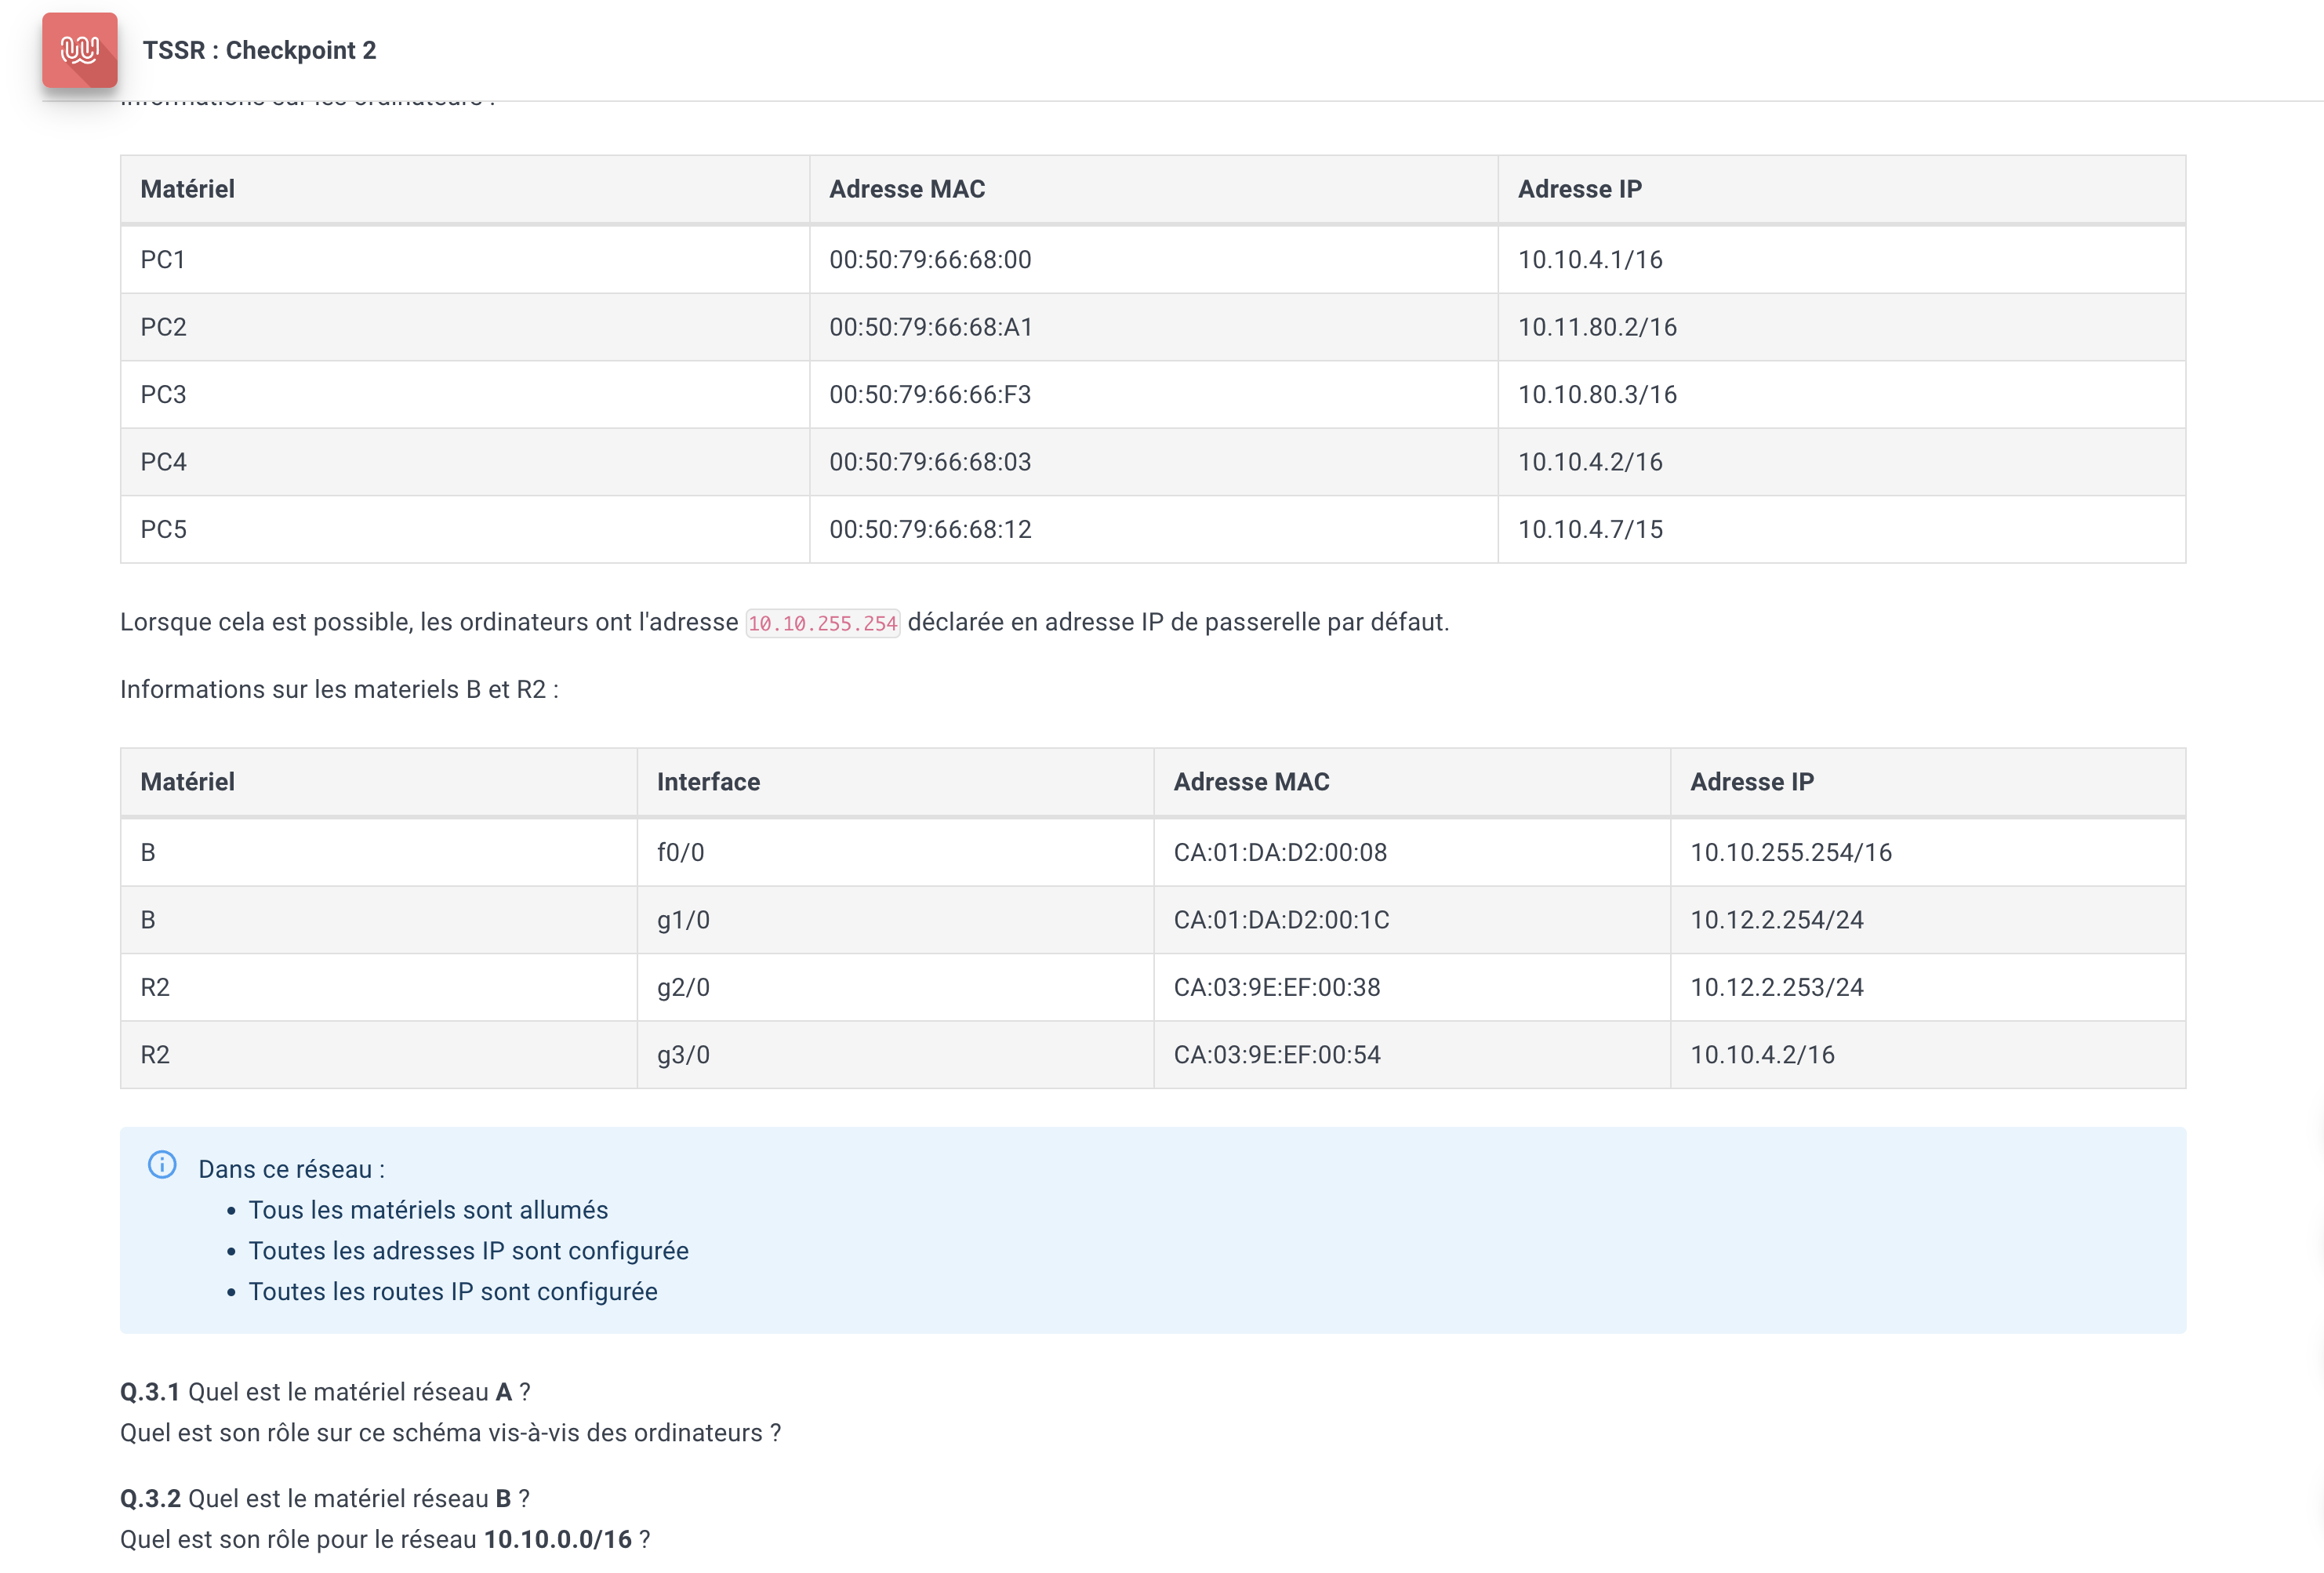 TSSR : Checkpoint 2
Informations sur les ordinateurs :
Matériel Adresse MAC Adresse IP
PC1 00:50:79:66:68:00 10.10.4.1/16
PC2 00:50:79:66:68:A1 10.11.80.2/16
PC3 00:50:79:66:66:F3 10.10.80.3/16
PC4 00:50:79:66:68:03 10.10.4.2/16
PC5 00:50:79:66:68:12 10.10.4.7/15
Lorsque cela est possible, les ordinateurs ont l'adresse 10.10.255.254 déclarée en adresse IP de passerelle par défaut.
Informations sur les materiels B et R2 :
Matériel Interface Adresse MAC Adresse IP
B f0/0 CA:01:DA:D2:00:08 10.10.255.254/16
B g1/0 CA:01:DA:D2:00:1C 10.12.2.254/24
R2 g2/0 CA:03:9E:EF:00:38 10.12.2.253/24
R2 g3/0 CA:03:9E:EF:00:54 10.10.4.2/16
Dans ce réseau :
• Tous les matériels sont allumés
• Toutes les adresses IP sont configurée
• Toutes les routes IP sont configurée
Q.3.1 Quel est le matériel réseau A ?
Quel est son rôle sur ce schéma vis-à-vis des ordinateurs ?
Q.3.2 Quel est le matériel réseau B ?
Quel est son rôle pour le réseau 10.10.0.0/16 ?